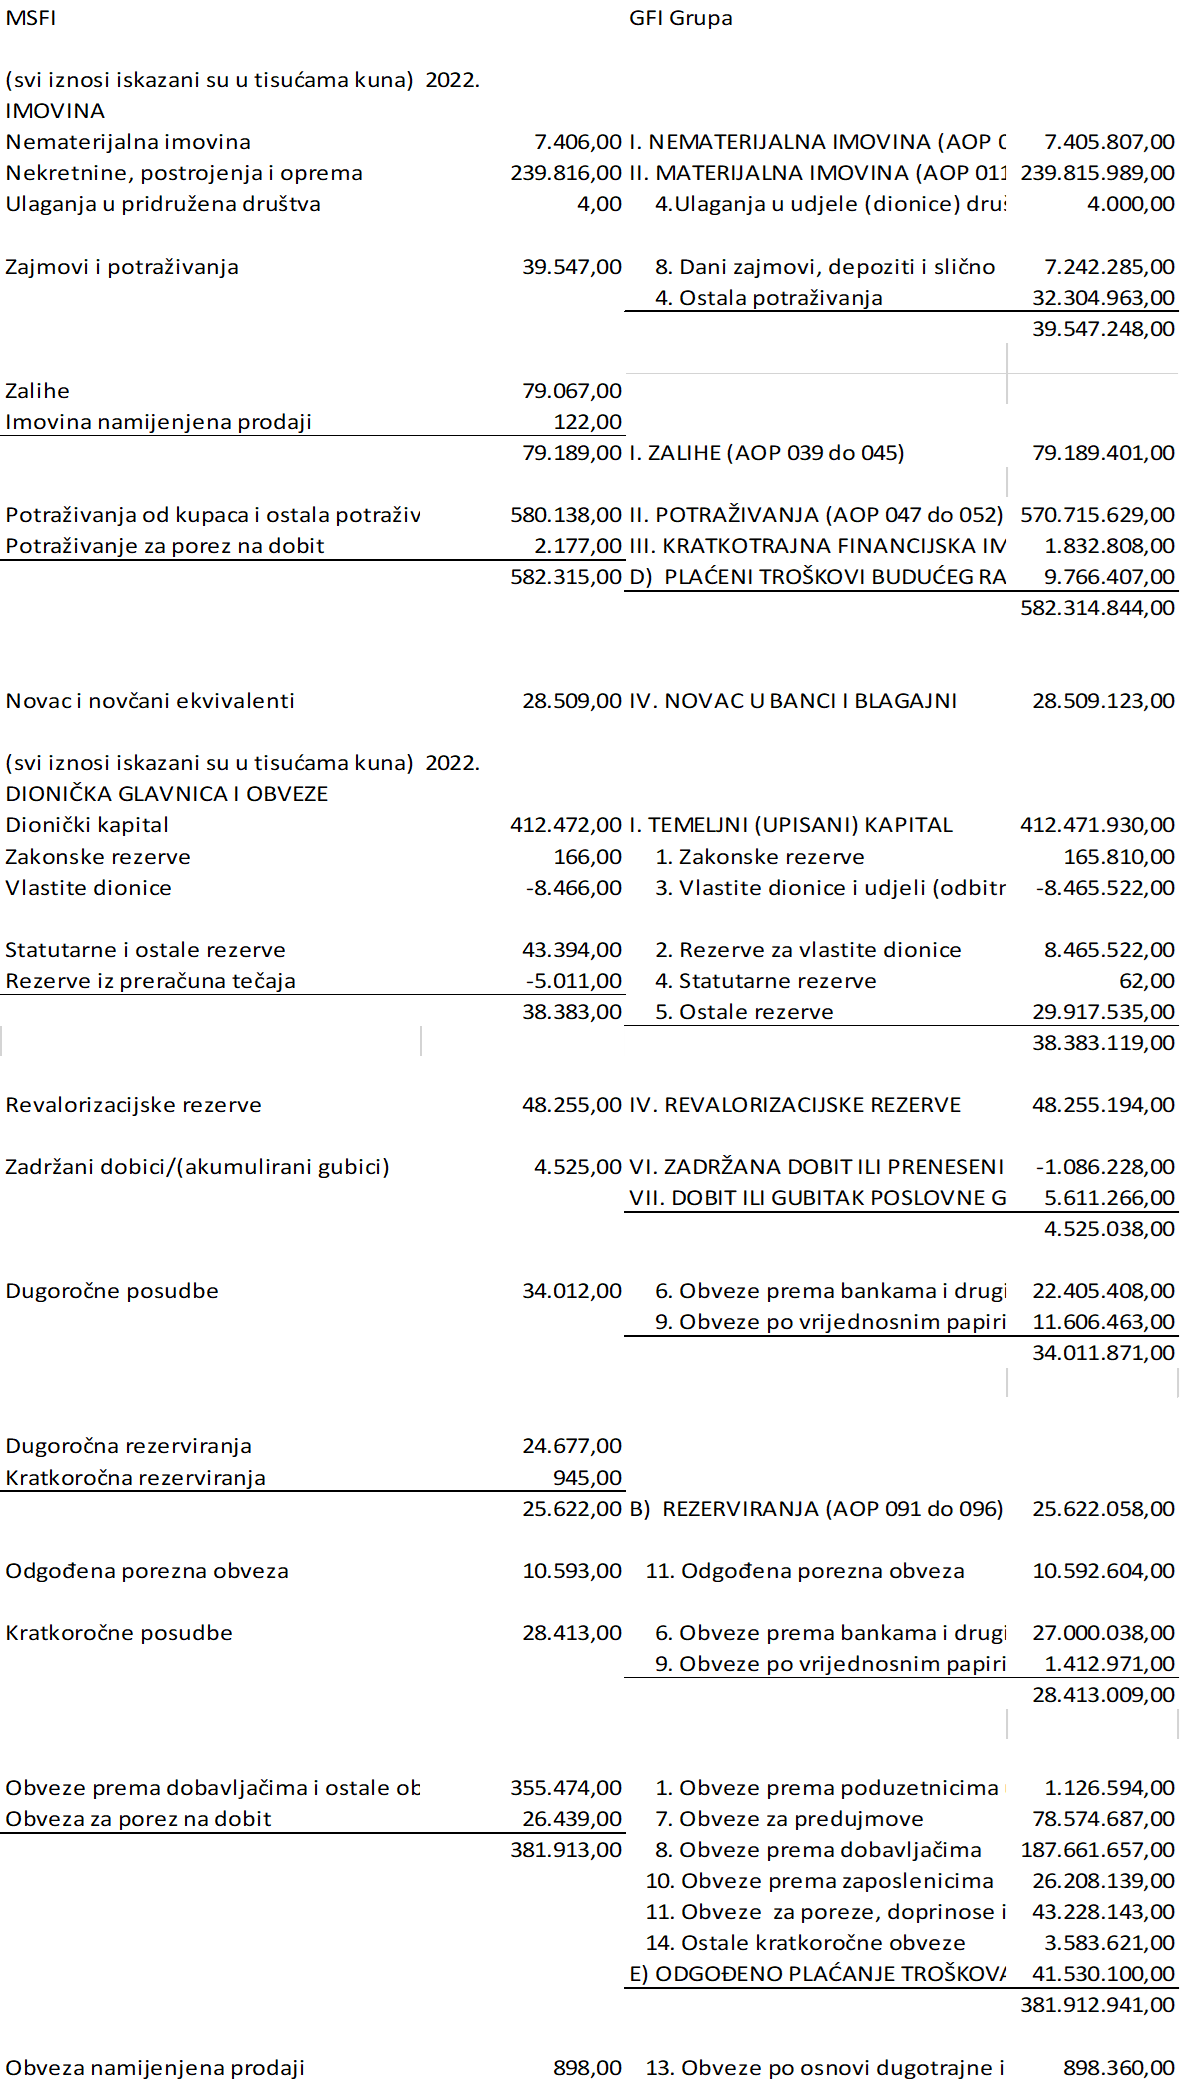 MSFI GFI Grupa
(svi iznosi iskazani su u tisućama kuna) 2022.
IMOVINA
Nematerijalna imovina 7.406,00 I. NEMATERIJALNA IMOVINA (AOP 0 7.405.807,00
Nekretnine, postrojenja i oprema 239.816,00 II. MATERIJALNA IMOVINA (AOP 011 239.815.989,00
Ulaganja u pridružena društva 4,00 4.Ulaganja u udjele (dionice) druš 4.000,00
Zajmovi i potraživanja 39.547,00 8. Dani zajmovi, depoziti i slično 7.242.285,00
4. Ostala potraživanja 32.304.963,00
39.547.248,00
Zalihe 79.067,00
Imovina namijenjena prodaji 122,00
79.189,00 I. ZALIHE (AOP 039 do 045) 79.189.401,00
Potraživanja od kupaca i ostala potraživ 580.138,00 II. POTRAŽIVANJA (AOP 047 do 052) 570.715.629,00
Potraživanje za porez na dobit 2.177,00 III. KRATKOTRAJNA FINANCIJSKA IM 1.832.808,00
582.315,00 D) PLAĆENI TROŠKOVI BUDUĆEG RA 9.766.407,00
582.314.844,00
Novac i novčani ekvivalenti 28.509,00 IV. NOVAC U BANCI I BLAGAJNI 28.509.123,00
(svi iznosi iskazani su u tisućama kuna) 2022.
DIONIČKA GLAVNICA I OBVEZE
Dionički kapital 412.472,00 I. TEMELJNI (UPISANI) KAPITAL 412.471.930,00
Zakonske rezerve 166,00 1. Zakonske rezerve 165.810,00
Vlastite dionice -8.466,00 3. Vlastite dionice i udjeli (odbitn -8.465.522,00
Statutarne i ostale rezerve 43.394,00 2. Rezerve za vlastite dionice 8.465.522,00
Rezerve iz preračuna tečaja -5.011,00 4. Statutarne rezerve 62,00
38.383,00 5. Ostale rezerve 29.917.535,00
38.383.119,00
Revalorizacijske rezerve 48.255,00 IV. REVALORIZACIJSKE REZERVE 48.255.194,00
Zadržani dobici/(akumulirani gubici) 4.525,00 VI. ZADRŽANA DOBIT ILI PRENESENI -1.086.228,00
VII. DOBIT ILI GUBITAK POSLOVNE G 5.611.266,00
4.525.038,00
Dugoročne posudbe 34.012,00 6. Obveze prema bankama i drugi 22.405.408,00
9. Obveze po vrijednosnim papiri 11.606.463,00
34.011.871,00
Dugoročna rezerviranja 24.677,00
Kratkoročna rezerviranja 945,00
25.622,00 B) REZERVIRANJA (AOP 091 do 096) 25.622.058,00
Odgođena porezna obveza 10.593,00 11. Odgođena porezna obveza 10.592.604,00
Kratkoročne posudbe 28.413,00 6. Obveze prema bankama i drugi 27.000.038,00
9. Obveze po vrijednosnim papiri 1.412.971,00
28.413.009,00
Obveze prema dobavljačima i ostale ob 355.474,00 1. Obveze prema poduzetnicima 1.126.594,00
Obveza za porez na dobit 26.439,00 7. Obveze za predujmove 78.574.687,00
381.913,00 8. Obveze prema dobavljačima 187.661.657,00
10. Obveze prema zaposlenicima 26.208.139,00
11. Obveze za poreze, doprinose i 43.228.143,00
14. Ostale kratkoročne obveze 3.583.621,00
E) ODGOĐENO PLAĆANJE TROŠKOVA 41.530.100,00
381.912.941,00
Obveza namijenjena prodaji 898,00 13. Obveze po osnovi dugotrajne i 898.360,00